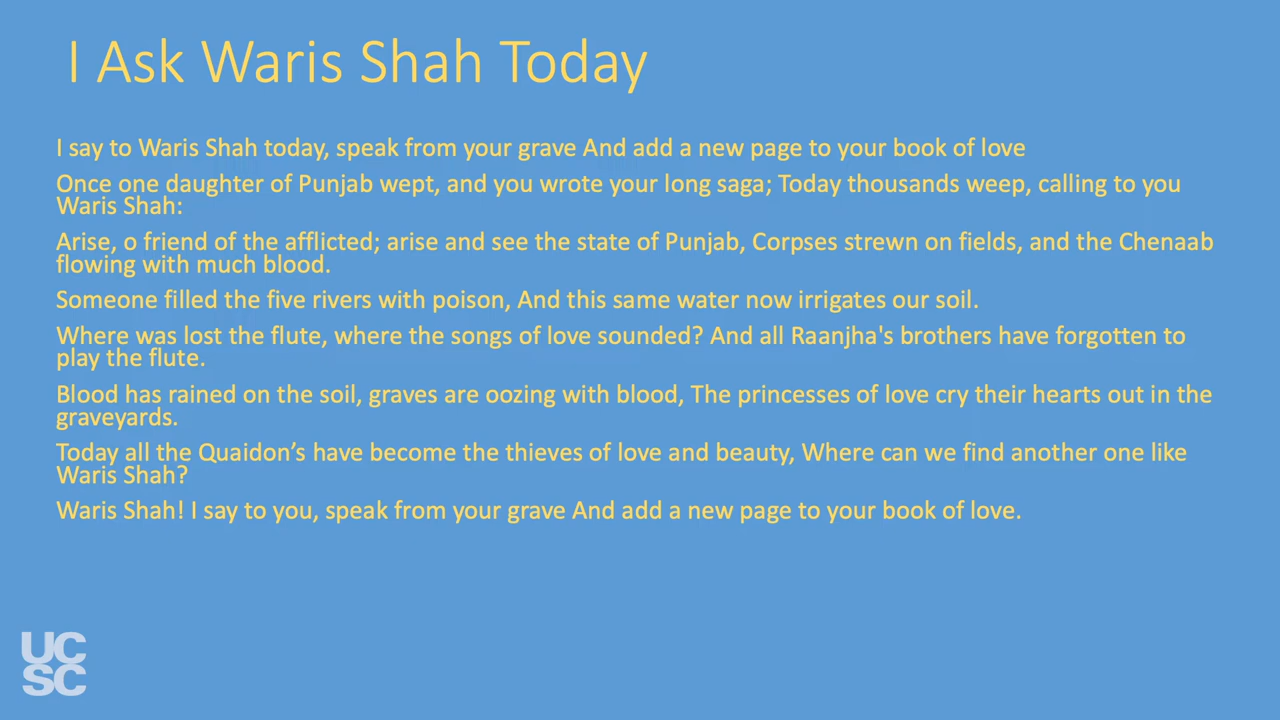 I Ask Waris Shah Today
I say to Waris Shah today, speak from your grave And add a new page to your book of love
Once one daughter of Punjab wept, and you wrote your long saga; Today thousands weep, calling to you
Waris Shah:
Arise, o friend of the afflicted; arise and see the state of Punjab, Corpses strewn on fields, and the Chenaab
flowing with much blood.
Someone filled the five rivers with poison, And this same water now irrigates our soil.
Where was lost the flute, where the songs of love sounded? And all Raanjha's brothers have forgotten to
play the flute.
Blood has rained on the soil, graves are oozing with blood, The princesses of love cry their hearts out in the
graveyards.
Today all the Quaidon’s have become the thieves of love and beauty, Where can we find another one like
Waris Shah?
Waris Shah! I say to you, speak from your grave And add a new page to your book of love.
UC
SC